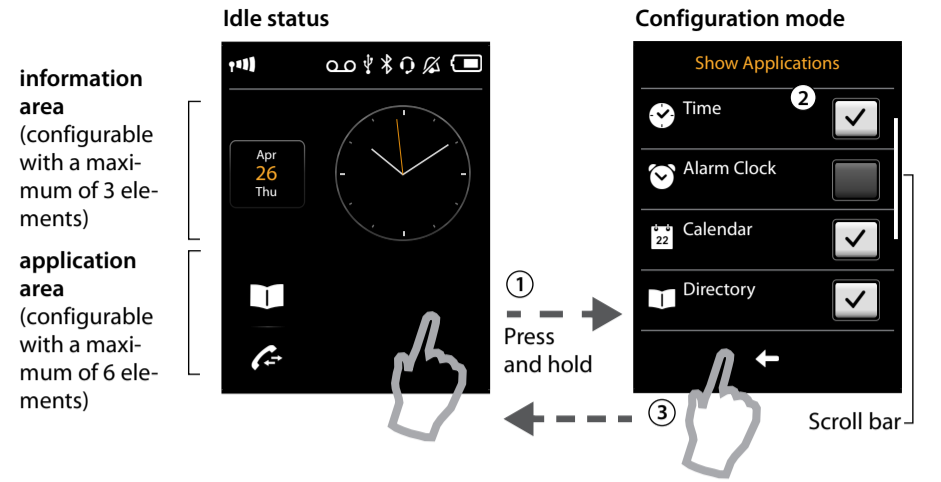 Idle status
Configuration mode
information
area
(configurable
with a maxi-
mum of 3 ele-
ments)
application
area
(configurable
with a maxi-
mum of 6 ele-
ments)
Apr
26
Thu
1
Press
and hold
3
Show Applications
2
Time
Alarm Clock
22
Calendar
Directory
Scroll bar